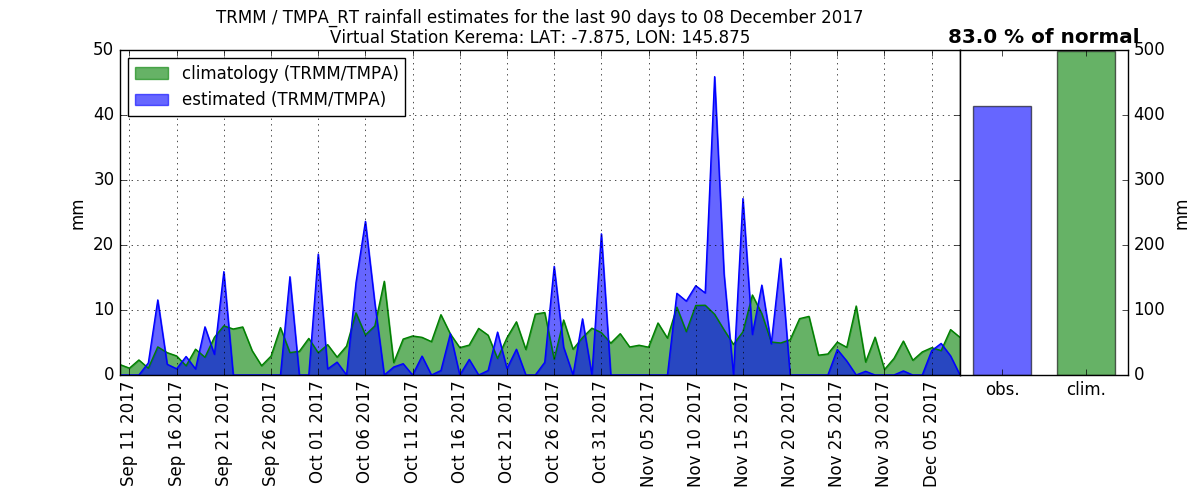 TRMM / TMPA_RT rainfall estimates for the last 90 days to 08 December 2017
Virtual Station Kerema: LAT: -7.875, LON: 145.875
83.0 % of normal
climatology (TRMM/TMPA)
estimated (TRMM/TMPA)
50
40
30
20
10
0
mm
500
400
300
200
100
0
mm
Sep 11 2017
Sep 16 2017
Sep 21 2017
Sep 26 2017
Oct 01 2017
Oct 06 2017
Oct 11 2017
Oct 16 2017
Oct 21 2017
Oct 26 2017
Oct 31 2017
Nov 05 2017
Nov 10 2017
Nov 15 2017
Nov 20 2017
Nov 25 2017
Nov 30 2017
Dec 05 2017
obs.
clim.